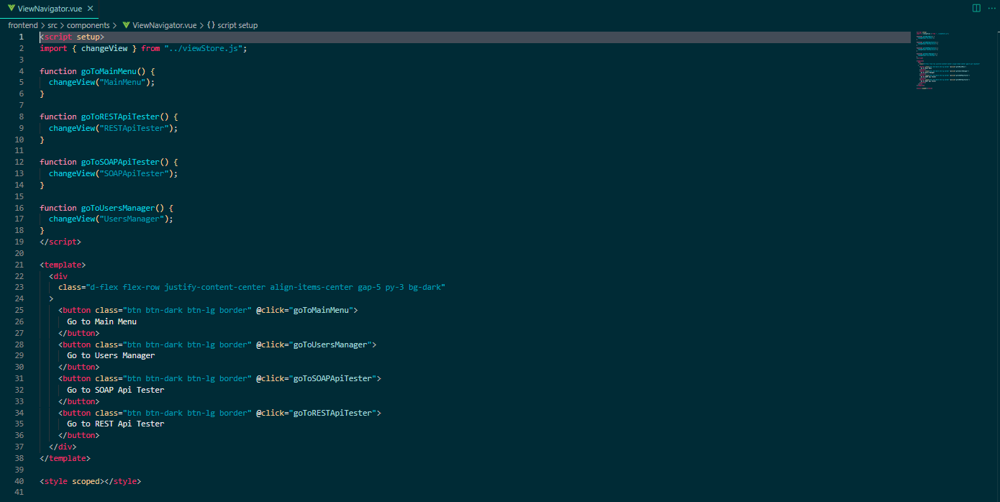 ViewNavigator.vue ×
frontend > src > components > ViewNavigator.vue > {} script setup
1 <script setup>
2 import { changeView } from "../viewStore.js";
3
4 function goToMainMenu() {
5   changeView("MainMenu");
6 }
7
8 function goToRESTApiTester() {
9   changeView("RESTApiTester");
10 }
11
12 function goToSOAPApiTester() {
13   changeView("SOAPApiTester");
14 }
15
16 function goToUsersManager() {
17   changeView("UsersManager");
18 }
19 </script>
20
21 <template>
22   <div
23     class="d-flex flex-row justify-content-center align-items-center gap-5 py-3 bg-dark"
24   >
25     <button class="btn btn-dark btn-lg border" @click="goToMainMenu">
26       Go to Main Menu
27     </button>
28     <button class="btn btn-dark btn-lg border" @click="goToUsersManager">
29       Go to Users Manager
30     </button>
31     <button class="btn btn-dark btn-lg border" @click="goToSOAPApiTester">
32       Go to SOAP Api Tester
33     </button>
34     <button class="btn btn-dark btn-lg border" @click="goToRESTApiTester">
35       Go to REST Api Tester
36     </button>
37   </div>
38 </template>
39
40 <style scoped></style>
41